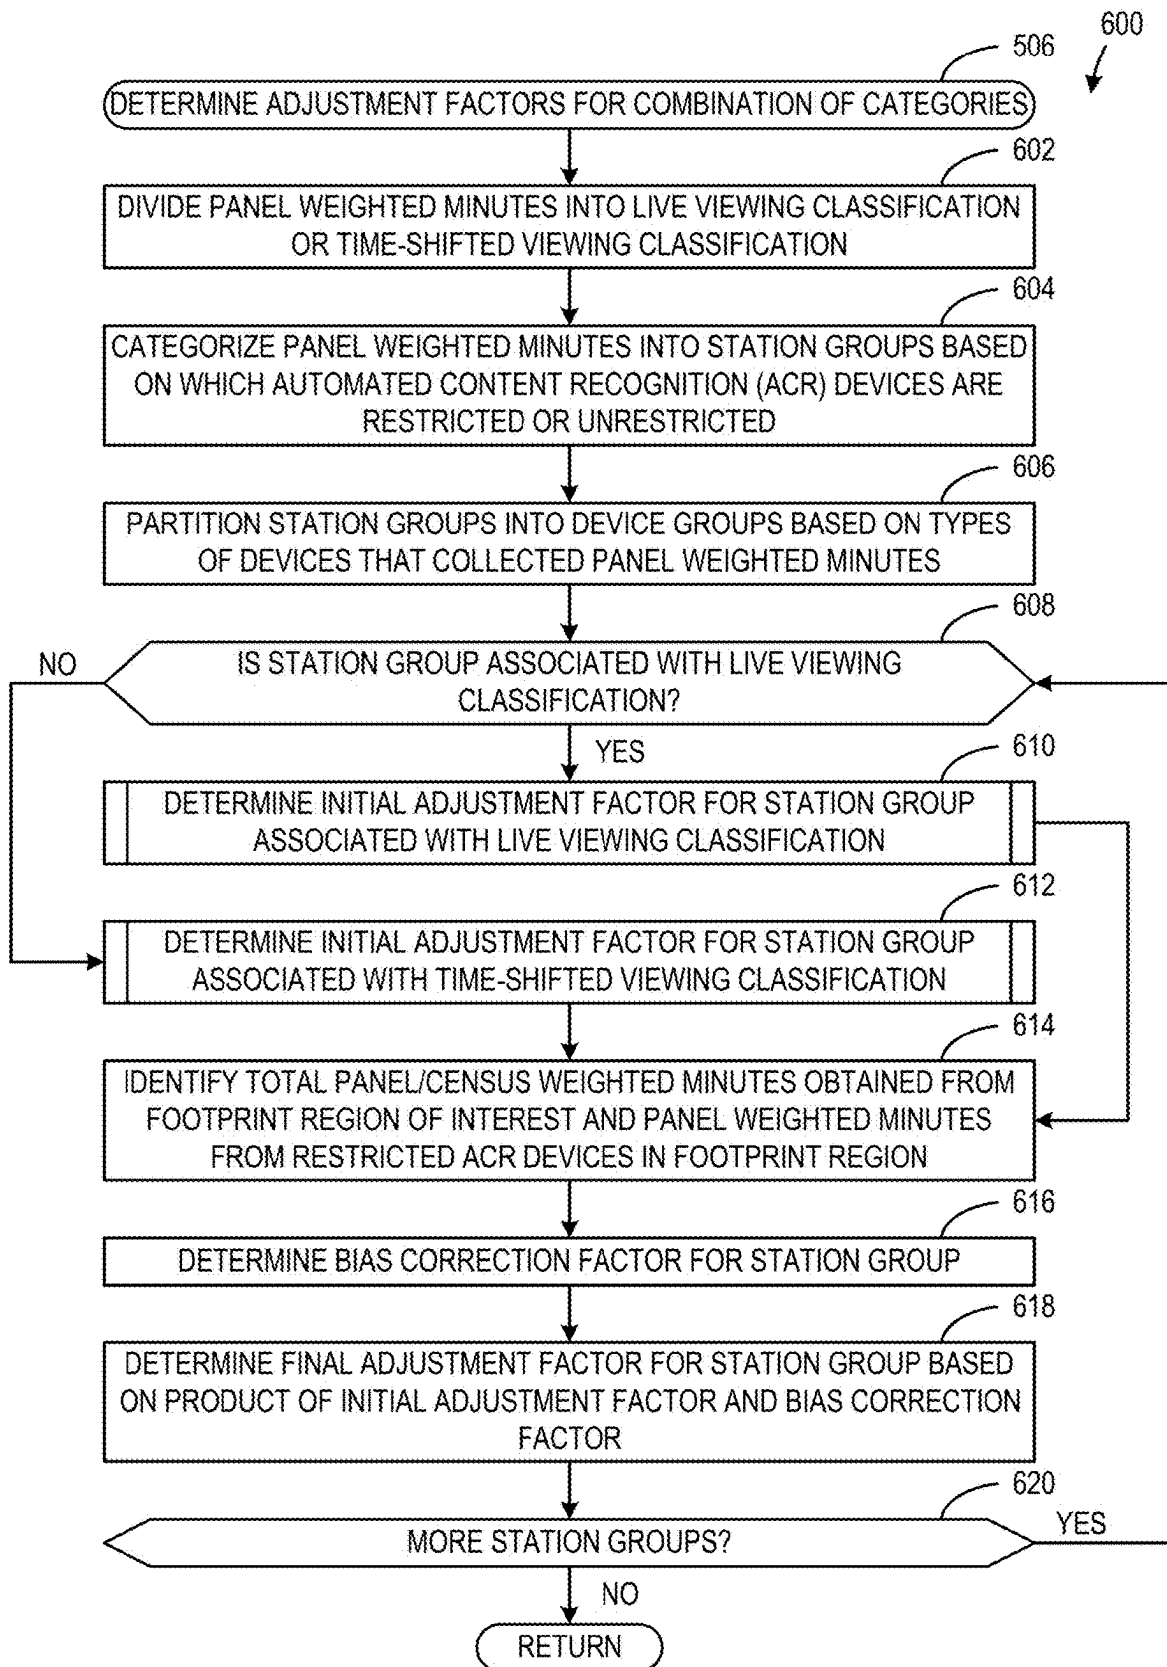 600
506
DETERMINE ADJUSTMENT FACTORS FOR COMBINATION OF CATEGORIES
602
DIVIDE PANEL WEIGHTED MINUTES INTO LIVE VIEWING CLASSIFICATION
OR TIME-SHIFTED VIEWING CLASSIFICATION
604
CATEGORIZE PANEL WEIGHTED MINUTES INTO STATION GROUPS BASED
ON WHICH AUTOMATED CONTENT RECOGNITION (ACR) DEVICES ARE
RESTRICTED OR UNRESTRICTED
606
PARTITION STATION GROUPS INTO DEVICE GROUPS BASED ON TYPES
OF DEVICES THAT COLLECTED PANEL WEIGHTED MINUTES
608
NO
IS STATION GROUP ASSOCIATED WITH LIVE VIEWING
CLASSIFICATION?
YES
610
DETERMINE INITIAL ADJUSTMENT FACTOR FOR STATION GROUP
ASSOCIATED WITH LIVE VIEWING CLASSIFICATION
612
DETERMINE INITIAL ADJUSTMENT FACTOR FOR STATION GROUP
ASSOCIATED WITH TIME-SHIFTED VIEWING CLASSIFICATION
614
IDENTIFY TOTAL PANEL/CENSUS WEIGHTED MINUTES OBTAINED FROM
FOOTPRINT REGION OF INTEREST AND PANEL WEIGHTED MINUTES
FROM RESTRICTED ACR DEVICES IN FOOTPRINT REGION
616
DETERMINE BIAS CORRECTION FACTOR FOR STATION GROUP
618
DETERMINE FINAL ADJUSTMENT FACTOR FOR STATION GROUP BASED
ON PRODUCT OF INITIAL ADJUSTMENT FACTOR AND BIAS CORRECTION
FACTOR
620
MORE STATION GROUPS?
YES
NO
RETURN